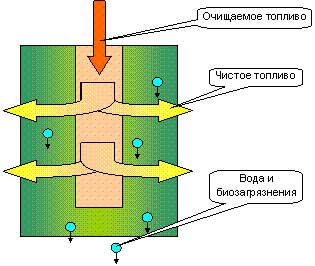 Очищаемое топливо
Чистое топливо
Вода и
биозагрязнения